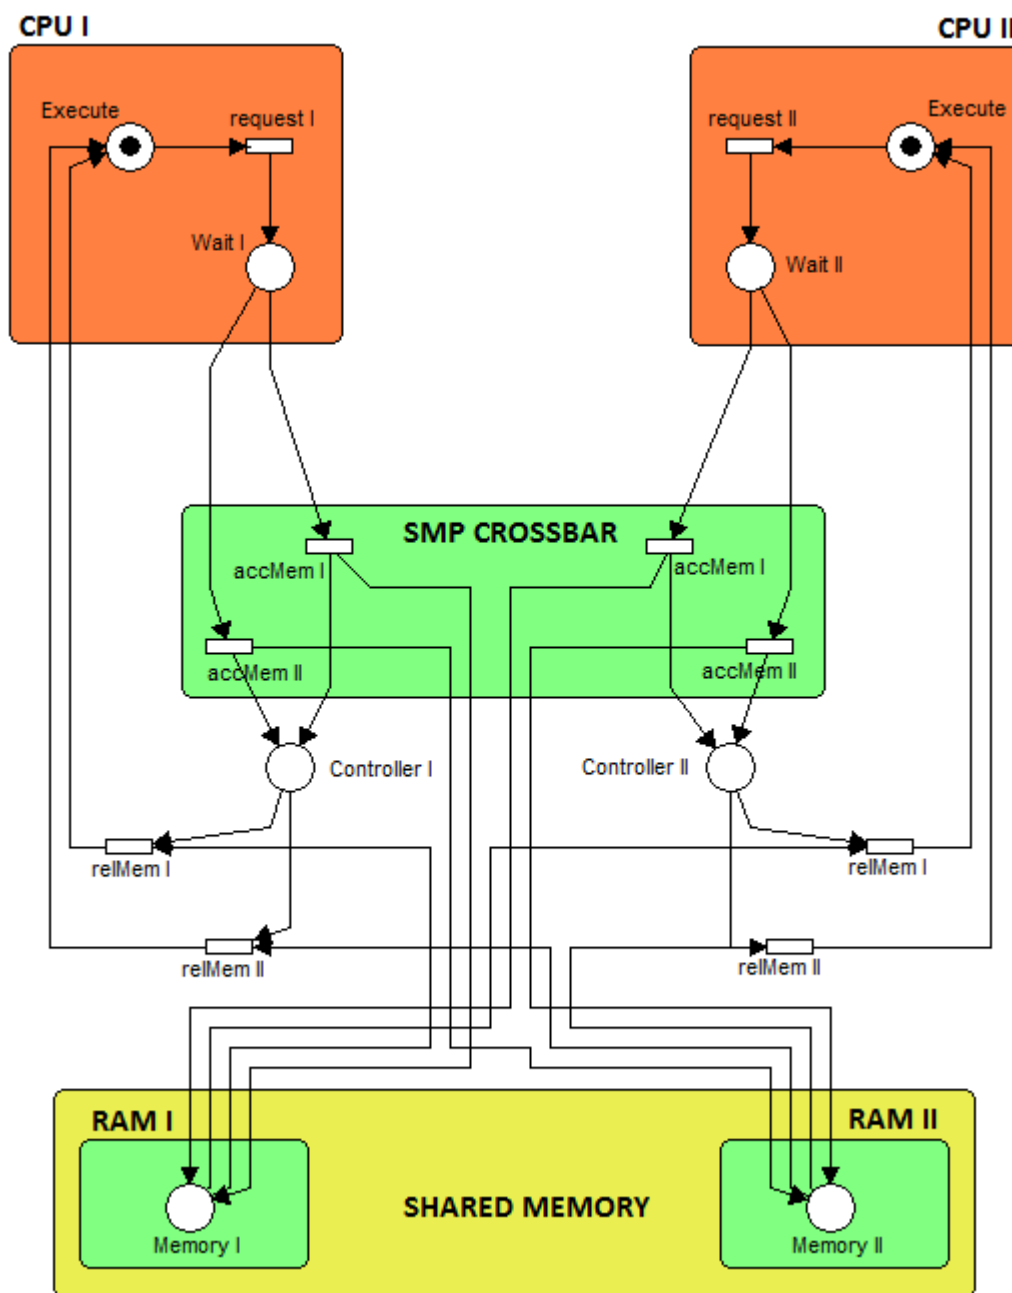 CPU I
CPU II
Execute
request I
request II
Execute
Wait I
Wait II
SMP CROSSBAR
accMem I
accMem I
accMem II
accMem II
Controller I
Controller II
relMem I
relMem I
relMem II
relMem II
RAM I
RAM II
SHARED MEMORY
Memory I
Memory II